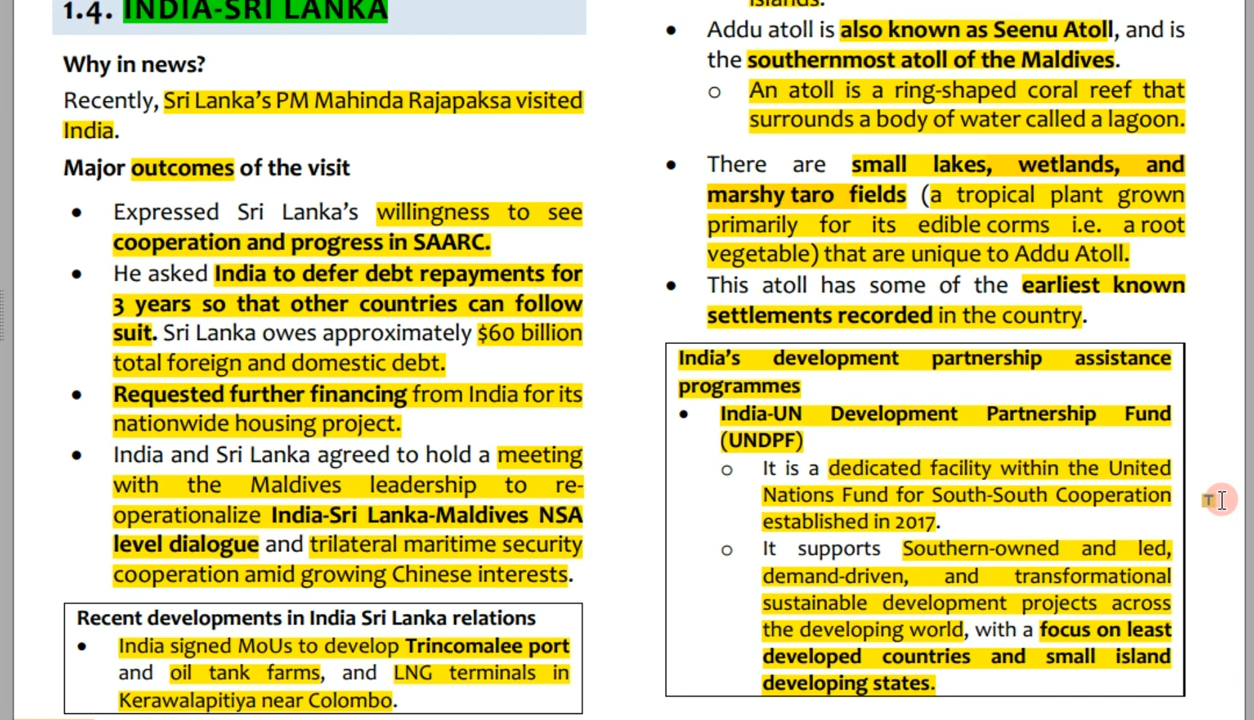 1.4. INDIA-SRI LANKA
Why in news?
Recently, Sri Lanka's PM Mahinda Rajapaksa visited
India.
Major outcomes of the visit
• Expressed Sri Lanka's willingness to see
cooperation and progress in SAARC.
• He asked India to defer debt repayments for
3 years so that other countries can follow
suit. Sri Lanka owes approximately $60 billion
total foreign and domestic debt.
• Requested further financing from India for its
nationwide housing project.
• India and Sri Lanka agreed to hold a meeting
with the Maldives leadership to re-
operationalize India-Sri Lanka-Maldives NSA
level dialogue and trilateral maritime security
cooperation amid growing Chinese interests.
Recent developments in India Sri Lanka relations
• India signed MoUs to develop Trincomalee port
and oil tank farms, and LNG terminals in
Kerawalapitiya near Colombo.
islands.
• Addu atoll is also known as Seenu Atoll, and is
the southernmost atoll of the Maldives.
o An atoll is a ring-shaped coral reef that
surrounds a body of water called a lagoon.
• There are small lakes, wetlands, and
marshy taro fields (a tropical plant grown
primarily for its edible corms i.e. a root
vegetable) that are unique to Addu Atoll.
• This atoll has some of the earliest known
settlements recorded in the country.
India's development partnership assistance
programmes
• India-UN Development Partnership Fund
(UNDPF)
o It is a dedicated facility within the United
Nations Fund for South-South Cooperation
established in 2017.
o It supports Southern-owned and led,
demand-driven, and transformational
sustainable development projects across
the developing world, with a focus on least
developed countries and small island
developing states.
T